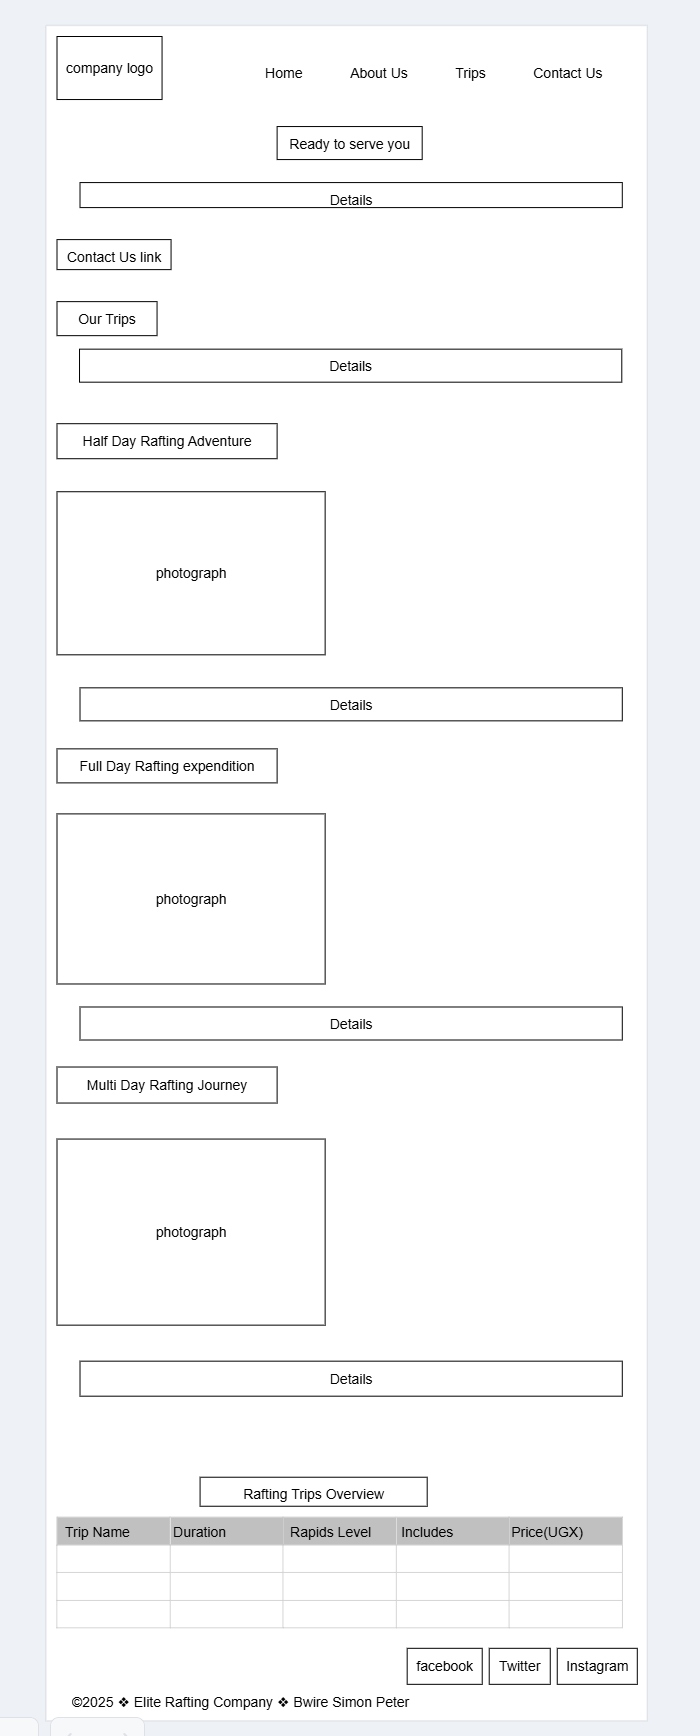 company logo
Home About Us Trips Contact Us
Ready to serve you
Details
Contact Us link
Our Trips
Details
Half Day Rafting Adventure
photograph
Details
Full Day Rafting expendition
photograph
Details
Multi Day Rafting Journey
photograph
Details
Rafting Trips Overview
Trip Name Duration Rapids Level Includes Price(UGX)
facebook Twitter Instagram
©2025 ❖ Elite Rafting Company ❖ Bwire Simon Peter